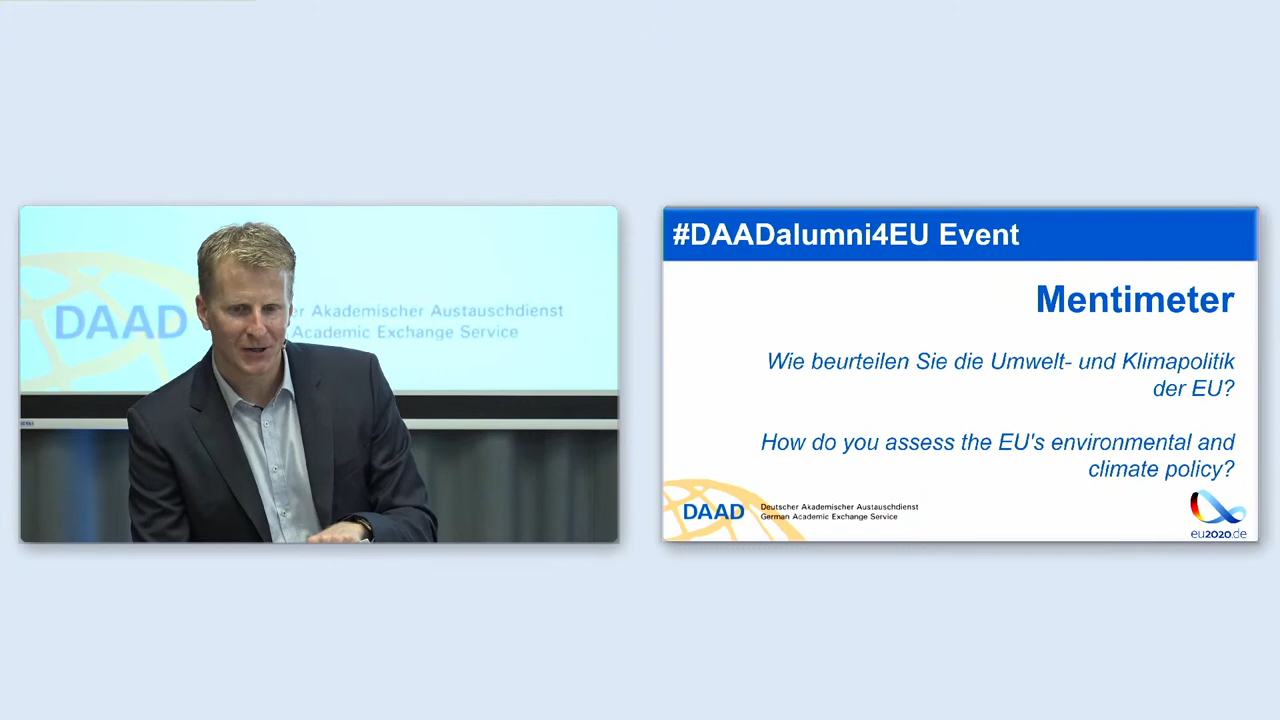 DAAD
er Akademischer Austauschdienst
Academic Exchange Service
#DAADalumni4EU Event
Mentimeter
Wie beurteilen Sie die Umwelt- und Klimapolitik
der EU?
How do you assess the EU's environmental and
climate policy?
DAAD
Deutscher Akademischer Austauschdienst
German Academic Exchange Service
eu2020.de